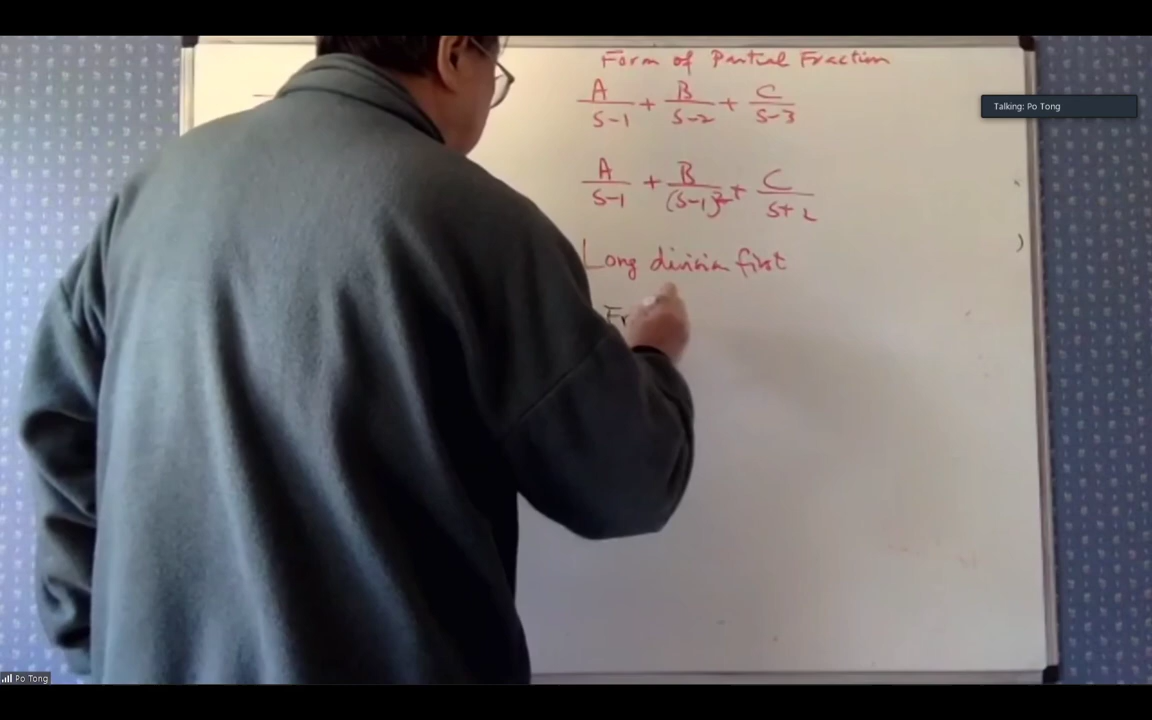 Form of Partial Fraction
A/(s-1) + B/(s-2) + C/(s-3)
Talking: Po Tong
A/(s-1) + B/(s-1)² + C/(s+2)
)
Long division first
Fr
Po Tong